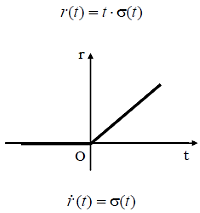 r(t) = t · σ(t)
r
O
t
ṙ(t) = σ(t)